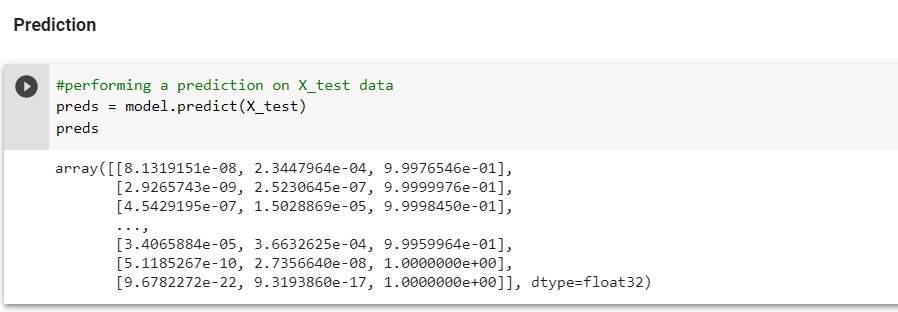 Prediction
#performing a prediction on X_test data
preds = model.predict(X_test)
preds
array([[8.1319151e-08, 2.3447964e-04, 9.9976546e-01],
[2.9265743e-09, 2.5230645e-07, 9.9999976e-01],
[4.5429195e-07, 1.5028869e-05, 9.9998450e-01],
...,
[3.4065884e-05, 3.6632625e-04, 9.9959964e-01],
[5.1185267e-10, 2.7356640e-08, 1.0000000e+00],
[9.6782272e-22, 9.3193860e-17, 1.0000000e+00]], dtype=float32)